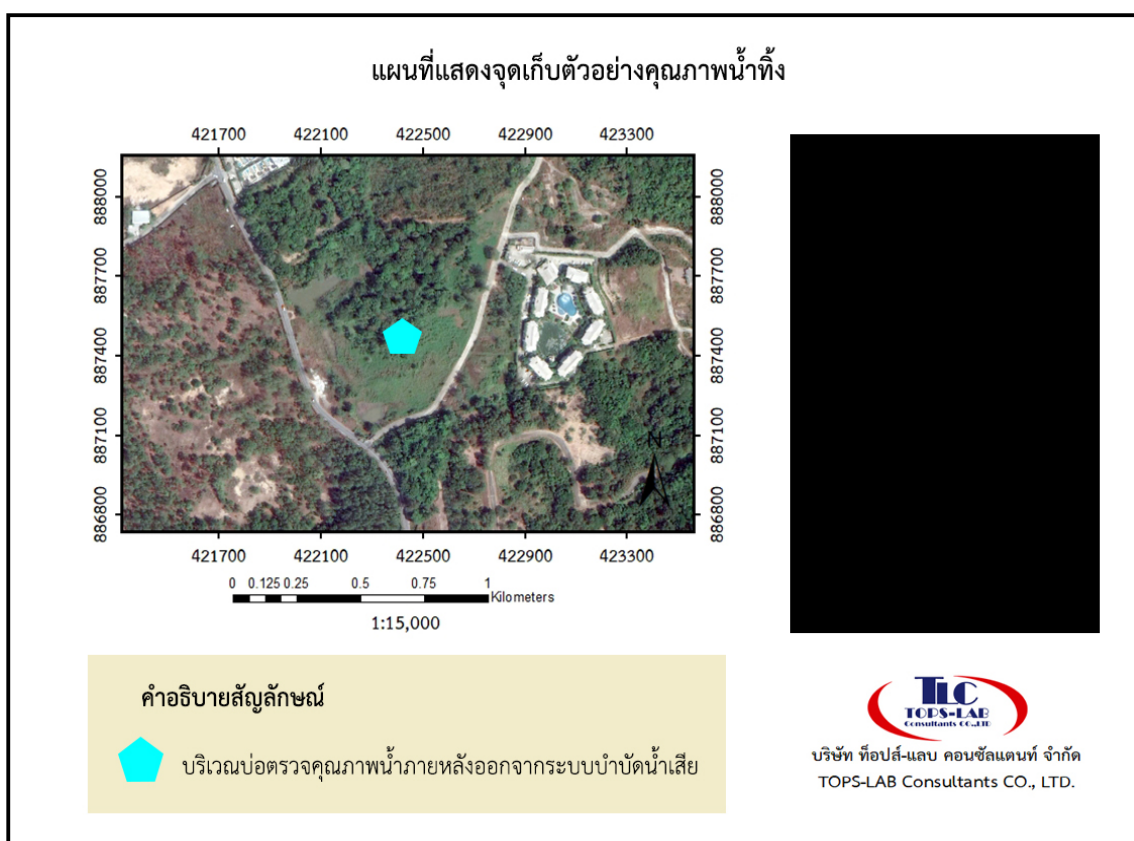 แผนที่แสดงจุดเก็บตัวอย่างคุณภาพน้ำทิ้ง
421700 422100 422500 422900 423300
888000 888000
887700 887700
887400 887400
887100 887100
N
886800 886800
421700 422100 422500 422900 423300
0 0.125 0.25 0.5 0.75 1
Kilometers
1:15,000
คำอธิบายสัญลักษณ์
บริเวณบ่อตรวจคุณภาพน้ำภายหลังออกจากระบบบำบัดน้ำเสีย
TLC
TOPS-LAB
Consultants CO.,LTD
บริษัท ท็อปส์-แลบ คอนซัลแตนท์ จำกัด
TOPS-LAB Consultants CO., LTD.